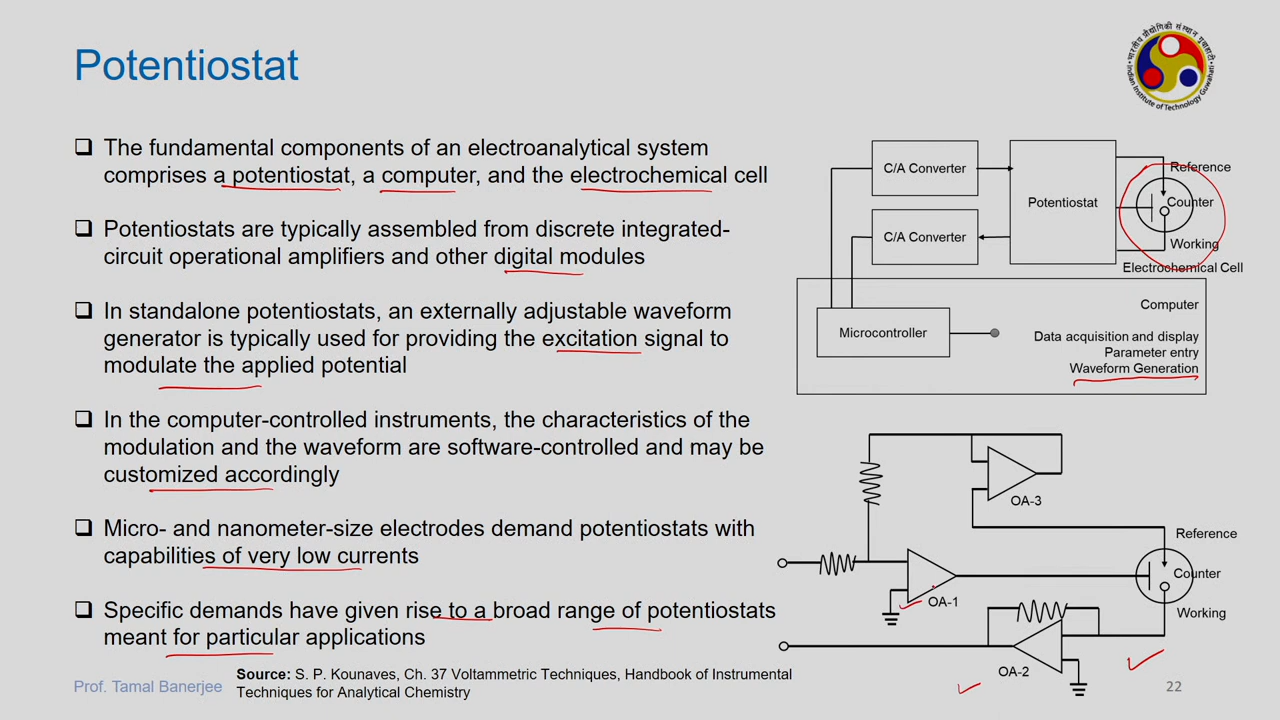 Potentiostat
भारतीय प्रौद्योगिकी संस्थान गुवाहाटी
Indian Institute of Technology Guwahati
❑ The fundamental components of an electroanalytical system
comprises a potentiostat, a computer, and the electrochemical cell
❑ Potentiostats are typically assembled from discrete integrated-
circuit operational amplifiers and other digital modules
❑ In standalone potentiostats, an externally adjustable waveform
generator is typically used for providing the excitation signal to
modulate the applied potential
❑ In the computer-controlled instruments, the characteristics of the
modulation and the waveform are software-controlled and may be
customized accordingly
❑ Micro- and nanometer-size electrodes demand potentiostats with
capabilities of very low currents
❑ Specific demands have given rise to a broad range of potentiostats
meant for particular applications
C/A Converter
C/A Converter
Potentiostat
Reference
Counter
Working
Electrochemical Cell
Computer
Microcontroller
Data acquisition and display
Parameter entry
Waveform Generation
OA-3
Reference
Counter
OA-1
Working
OA-2
Source: S. P. Kounaves, Ch. 37 Voltammetric Techniques, Handbook of Instrumental
Techniques for Analytical Chemistry
Prof. Tamal Banerjee
22